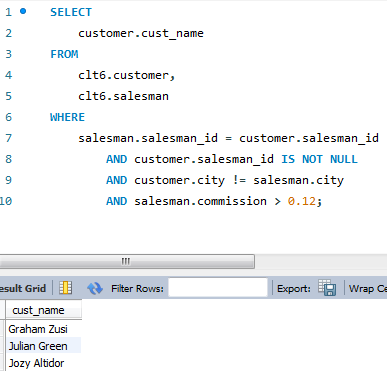 1 SELECT
2 customer.cust_name
3 FROM
4 clt6.customer,
5 clt6.salesman
6 WHERE
7 salesman.salesman_id = customer.salesman_id
8 AND customer.salesman_id IS NOT NULL
9 AND customer.city != salesman.city
10 AND salesman.commission > 0.12;
Result Grid Filter Rows: Export: Wrap Ce
cust_name
Graham Zusi
Julian Green
Jozy Altidor